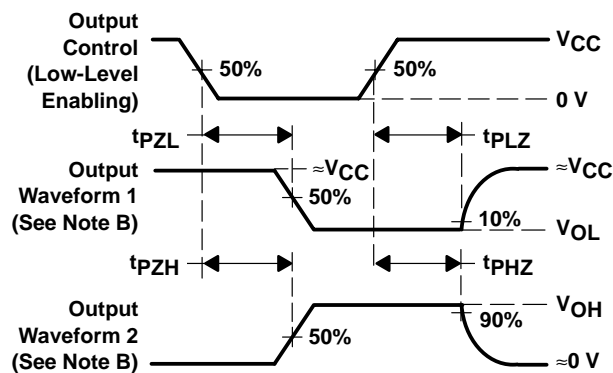 Output
Control
(Low-Level
Enabling)
50%
50%
VCC
0 V
tPZL
tPLZ
Output
Waveform 1
(See Note B)
≈VCC
50%
≈VCC
10%
VOL
tPZH
tPHZ
Output
Waveform 2
(See Note B)
50%
VOH
90%
≈0 V